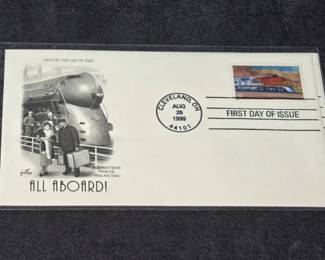 OFFICIAL FIRST DAY OF ISSUE
CLEVELAND, OH
AUG
26
1999
44101
FIRST DAY OF ISSUE
ALL ABOARD!